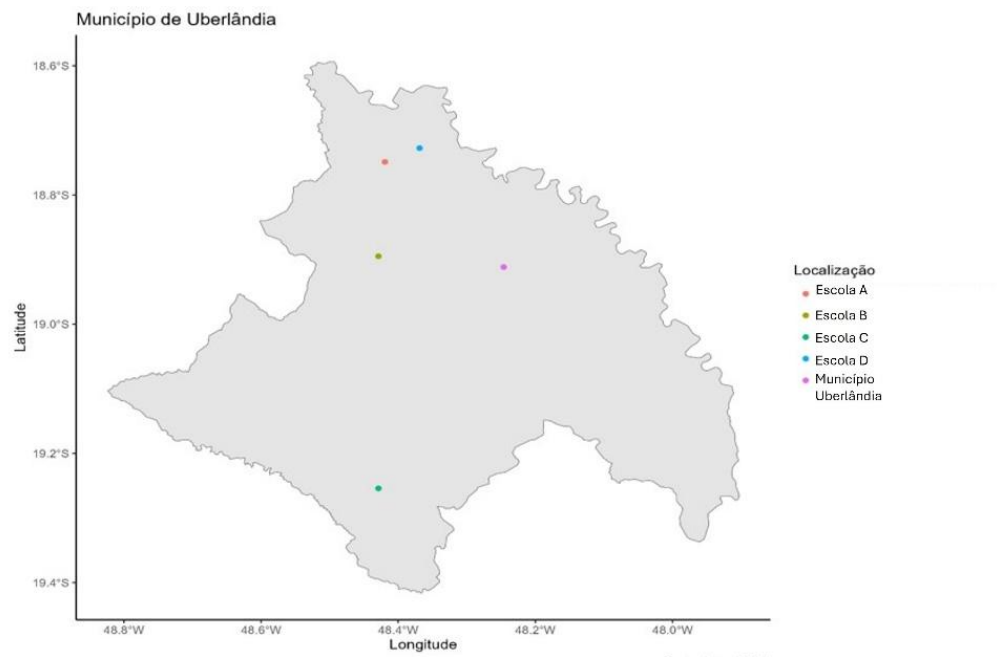 Município de Uberlândia
18.6°S
18.8°S
19.0°S
19.2°S
19.4°S
Latitude
48.8°W 48.6°W 48.4°W 48.2°W 48.0°W
Longitude
Localização
Escola A
Escola B
Escola C
Escola D
Município
Uberlândia